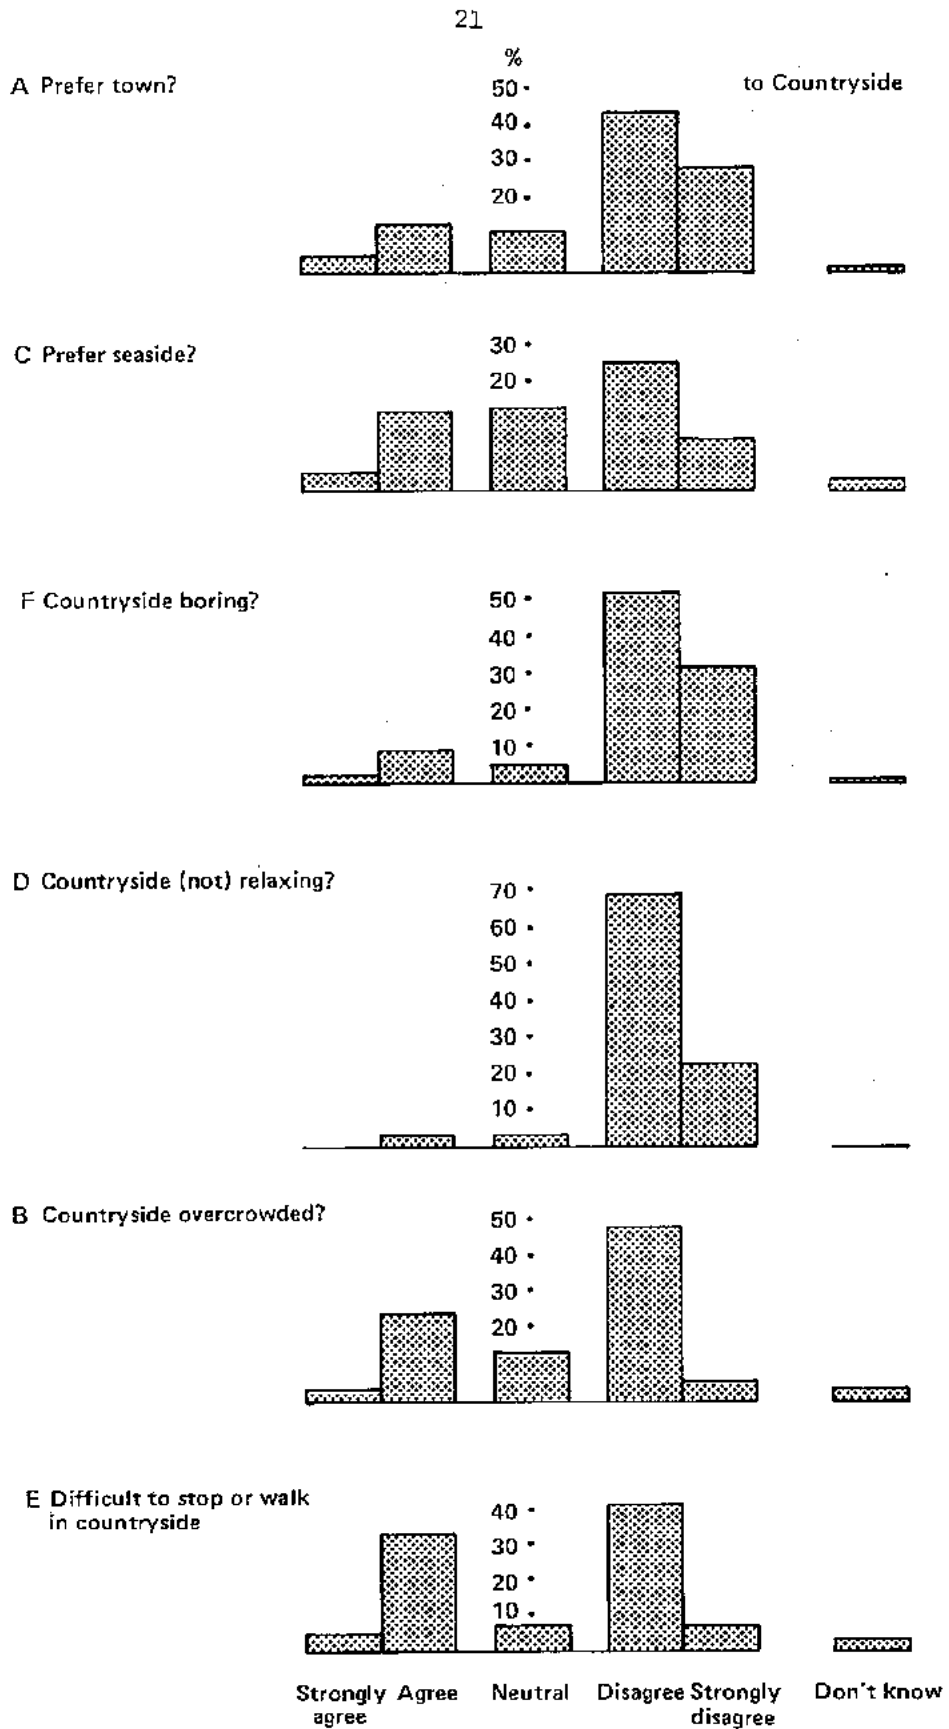 21
%
A Prefer town?
to Countryside
50
40
30
20
C Prefer seaside?
30
20
F Countryside boring?
50
40
30
20
10
D Countryside (not) relaxing?
70
60
50
40
30
20
10
B Countryside overcrowded?
50
40
30
20
E Difficult to stop or walk
in countryside
40
30
20
10
Strongly Agree Neutral Disagree Strongly Don't know
agree disagree